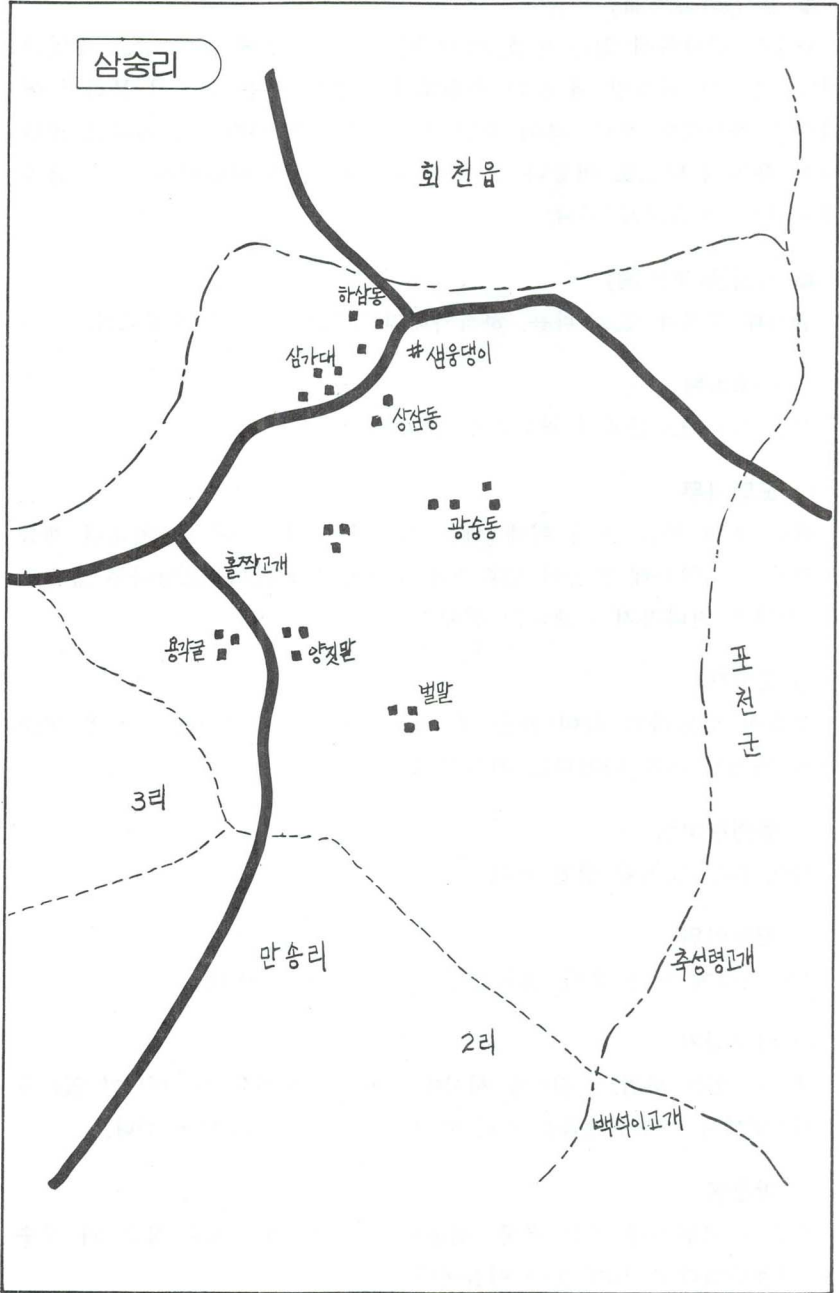 삼숭리
회천읍
하삼동
삼가대
#샘웅댕이
상삼동
광숭동
홀짝고개
용각굴
양짓말
벌말
포천군
3리
만송리
축성령고개
2리
백석이고개